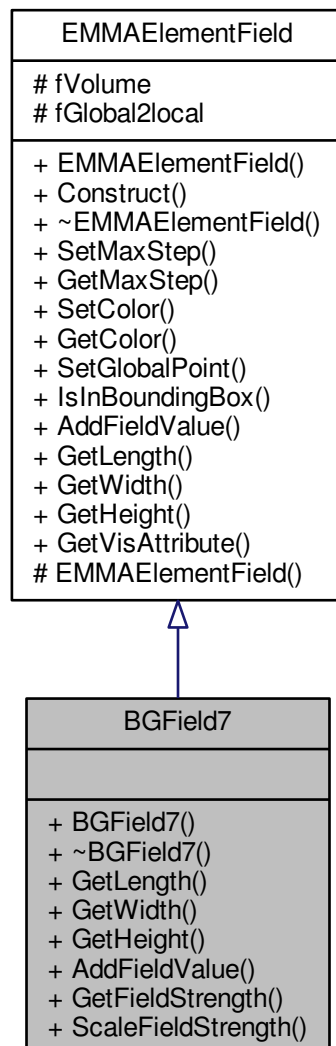 EMMAElementField
# fVolume
# fGlobal2local
+ EMMAElementField()
+ Construct()
+ ~EMMAElementField()
+ SetMaxStep()
+ GetMaxStep()
+ SetColor()
+ GetColor()
+ SetGlobalPoint()
+ IsInBoundingBox()
+ AddFieldValue()
+ GetLength()
+ GetWidth()
+ GetHeight()
+ GetVisAttribute()
# EMMAElementField()
BGField7
+ BGField7()
+ ~BGField7()
+ GetLength()
+ GetWidth()
+ GetHeight()
+ AddFieldValue()
+ GetFieldStrength()
+ ScaleFieldStrength()